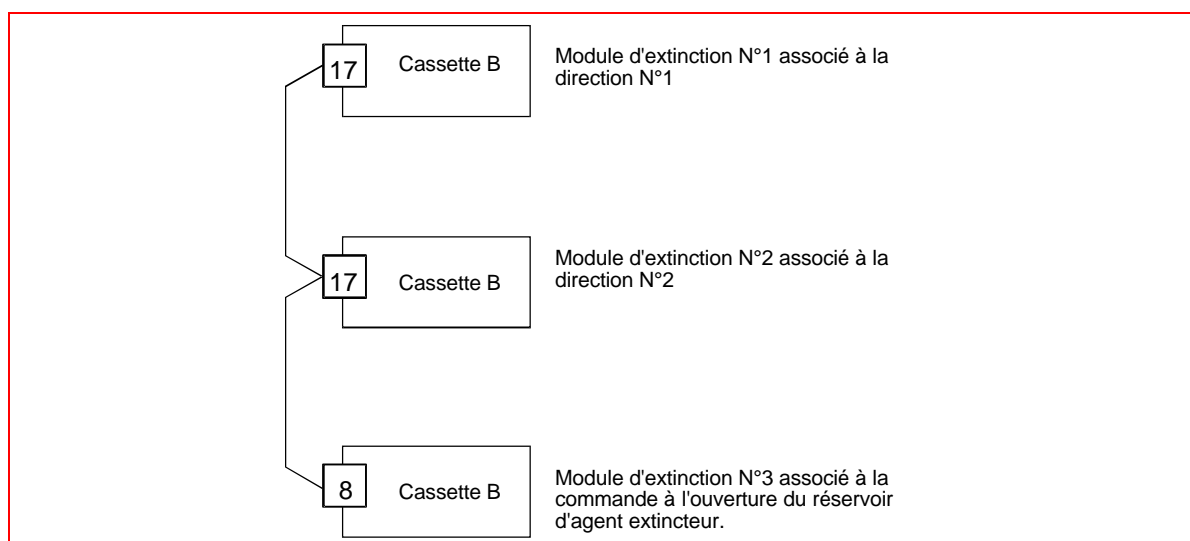 17
Cassette B
Module d'extinction N°1 associé à la
direction N°1
17
Cassette B
Module d'extinction N°2 associé à la
direction N°2
8
Cassette B
Module d'extinction N°3 associé à la
commande à l'ouverture du réservoir
d'agent extincteur.